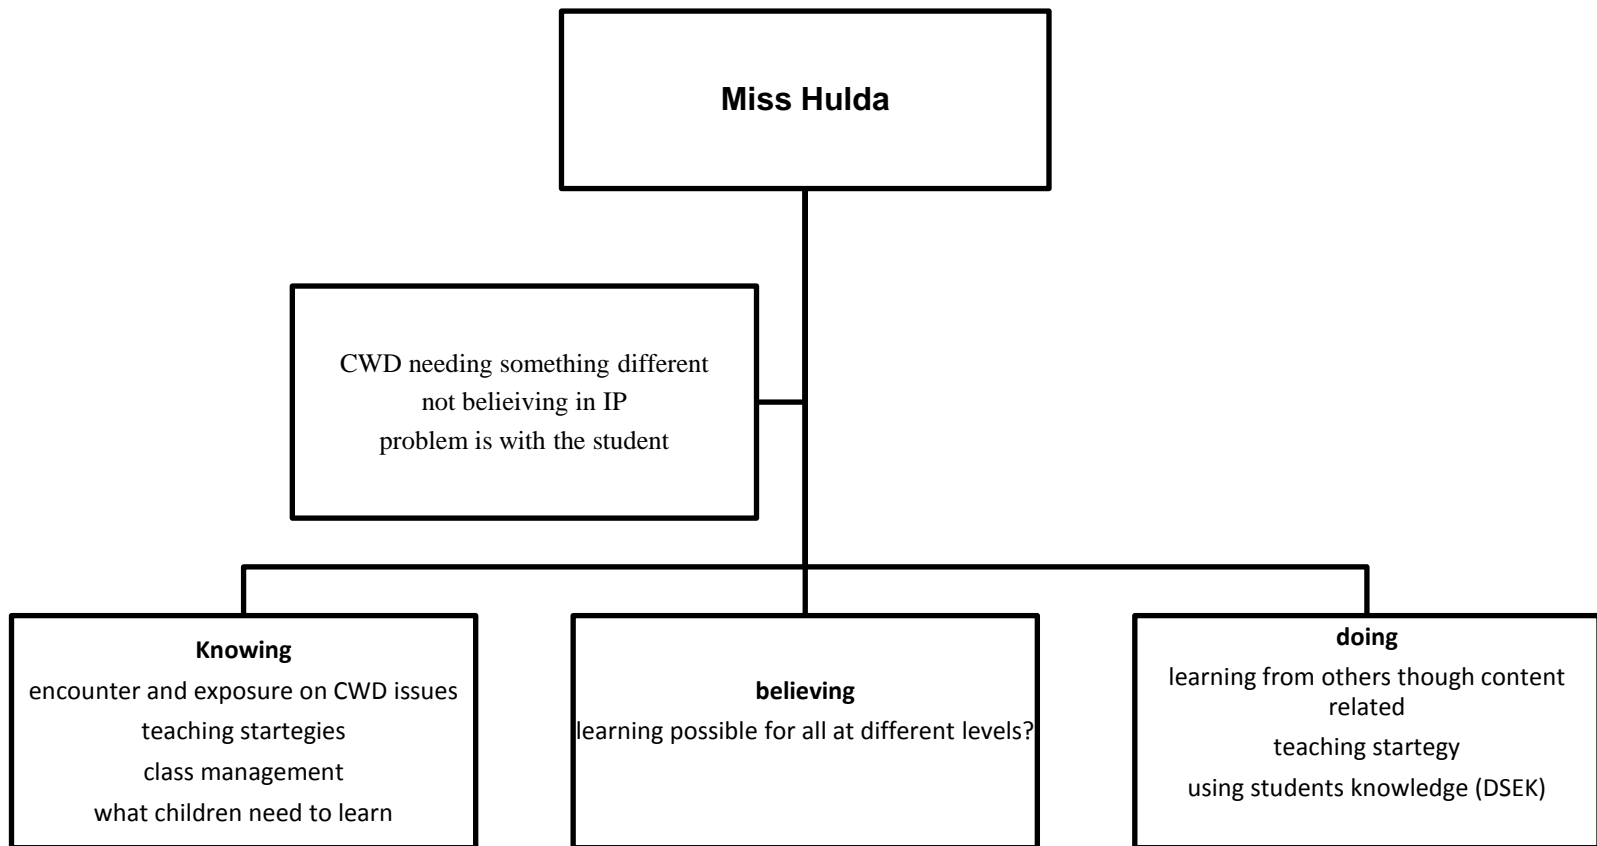 Miss Hulda
CWD needing something different
not belieiving in IP
problem is with the student
Knowing
encounter and exposure on CWD issues
teaching startegies
class management
what children need to learn
believing
learning possible for all at different levels?
doing
learning from others though content
related
teaching startegy
using students knowledge (DSEK)